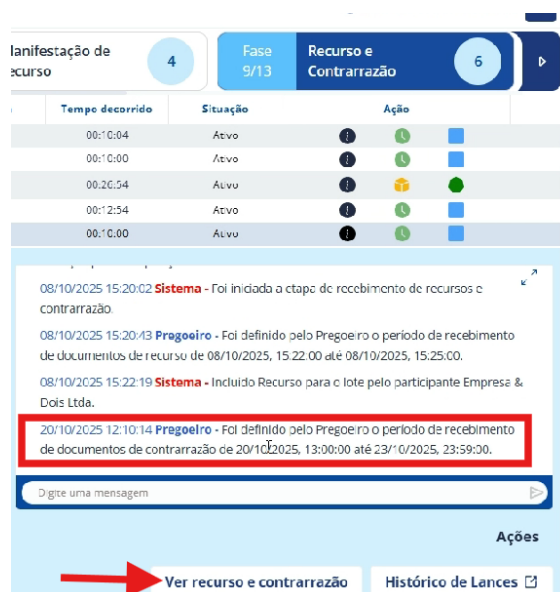 Manifestação de
recurso
4
Fase
9/13
Recurso e
Contrarrazão
6
Tempo decorrido Situação Ação
00:10:04 Ativo
00:10:00 Ativo
00:26:54 Ativo
00:12:54 Ativo
00:10:00 Ativo
08/10/2025 15:20:02 Sistema - Foi iniciada a etapa de recebimento de recursos e
contrarrazão.
08/10/2025 15:20:43 Pregoeiro - Foi definido pelo Pregoeiro o período de recebimento
de documentos de recurso de 08/10/2025, 15:22:00 até 08/10/2025, 15:25:00.
08/10/2025 15:22:19 Sistema - Incluido Recurso para o lote pelo participante Empresa &
Dois Ltda.
20/10/2025 12:10:14 Pregoeiro - Foi definido pelo Pregoeiro o período de recebimento
de documentos de contrarrazão de 20/10/2025, 13:00:00 até 23/10/2025, 23:59:00.
Digite uma mensagem
Ações
Ver recurso e contrarrazão Histórico de Lances